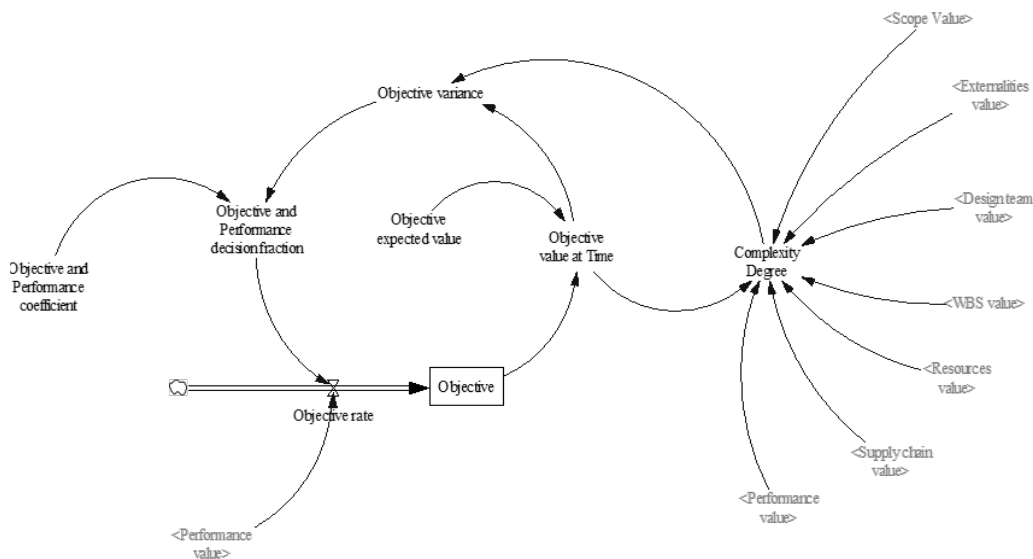 <Scope Value>
<Externalities
value>
Objective variance
<Design team
value>
Objective and
Performance
decision fraction
Objective
expected value
Objective
value at Time
Complexity
Degree
Objective and
Performance
coefficient
<WBS value>
<Resources
value>
Objective
Objective rate
<Supply chain
value>
<Performance
value>
<Performance
value>